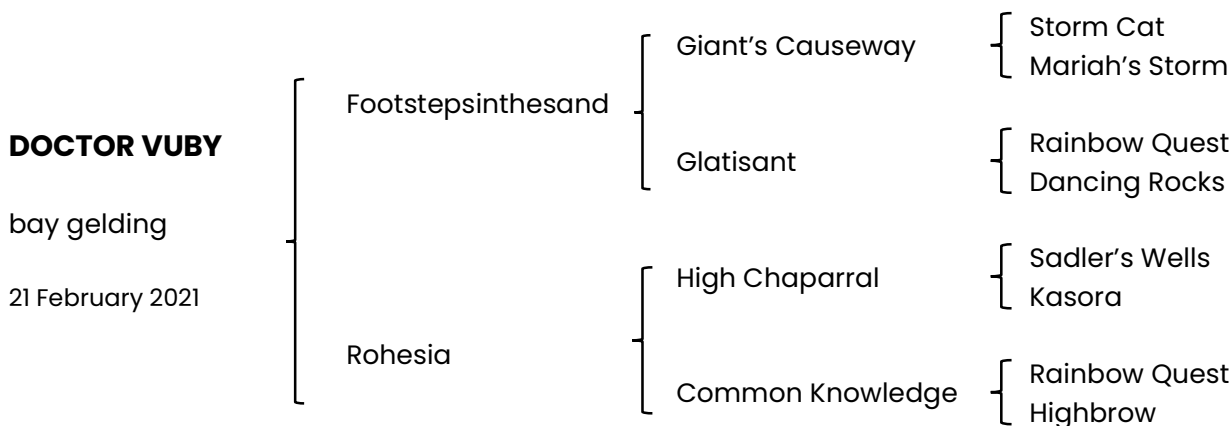 DOCTOR VUBY
bay gelding
21 February 2021
Footstepsinthesand
Rohesia
Giant’s Causeway
Glatisant
High Chaparral
Common Knowledge
Storm Cat
Mariah’s Storm
Rainbow Quest
Dancing Rocks
Sadler’s Wells
Kasora
Rainbow Quest
Highbrow